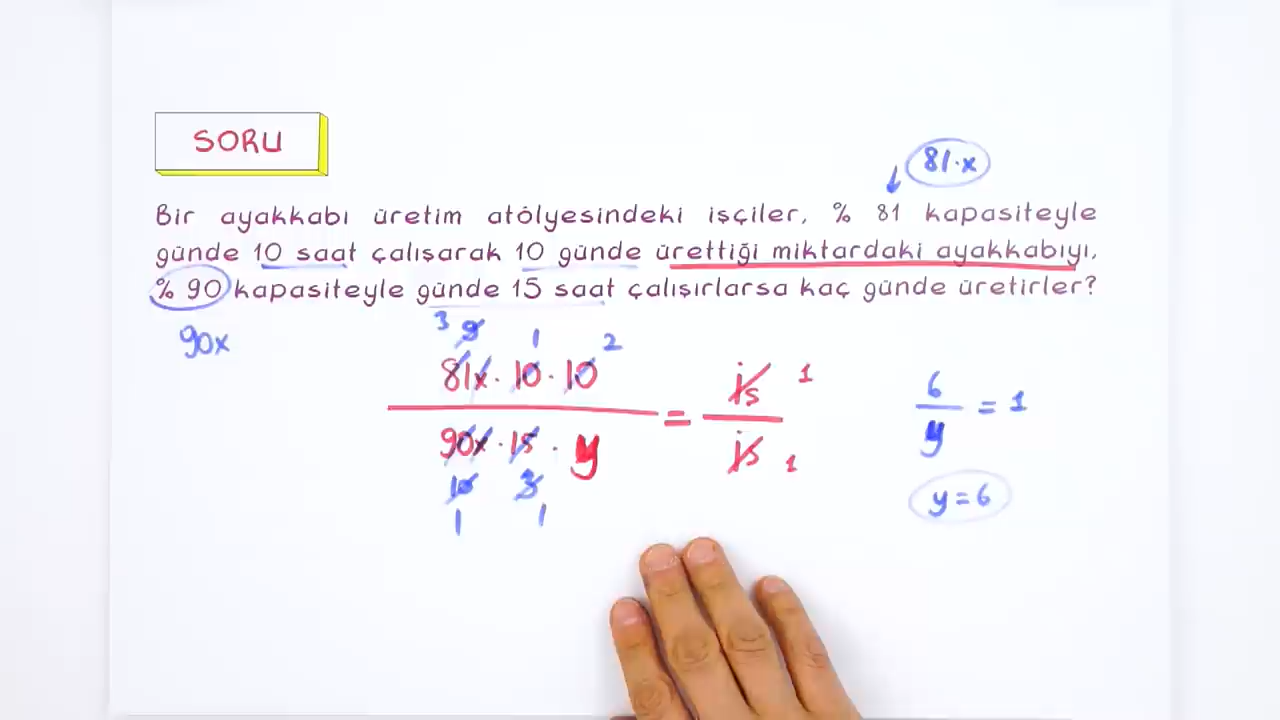 SORU
81·x
Bir ayakkabı üretim atölyesindeki işçiler, % 81 kapasiteyle
günde 10 saat çalışarak 10 günde ürettiği miktardaki ayakkabıyı,
% 90 kapasiteyle günde 15 saat çalışırlarsa kaç günde üretirler?
90x
3 9 1 2
81x · 10 · 10
90x · 15 · y
10 3
1 1
=
iş 1
iş 1
6
y
= 1
y = 6